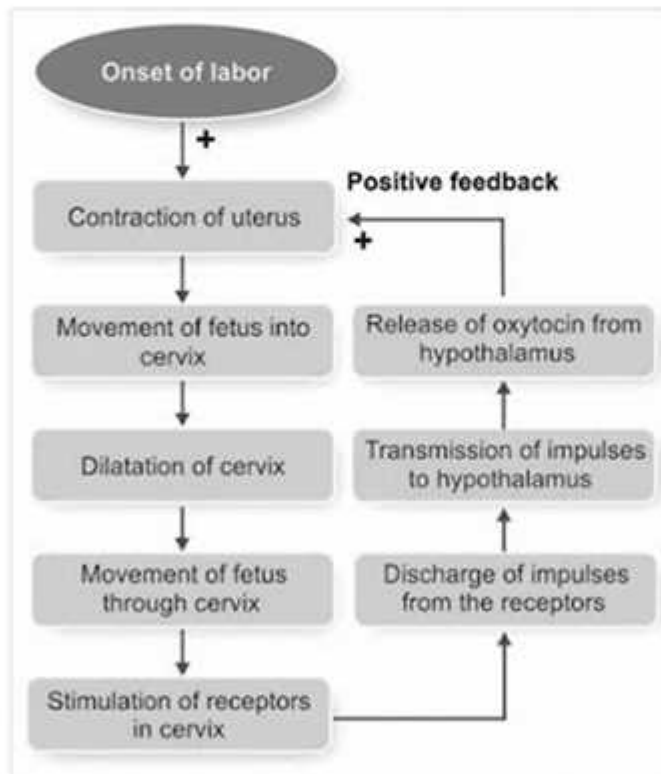 Onset of labor
+
Positive feedback
Contraction of uterus
+
Movement of fetus into
cervix
Release of oxytocin from
hypothalamus
Dilatation of cervix
Transmission of impulses
to hypothalamus
Movement of fetus
through cervix
Discharge of impulses
from the receptors
Stimulation of receptors
in cervix